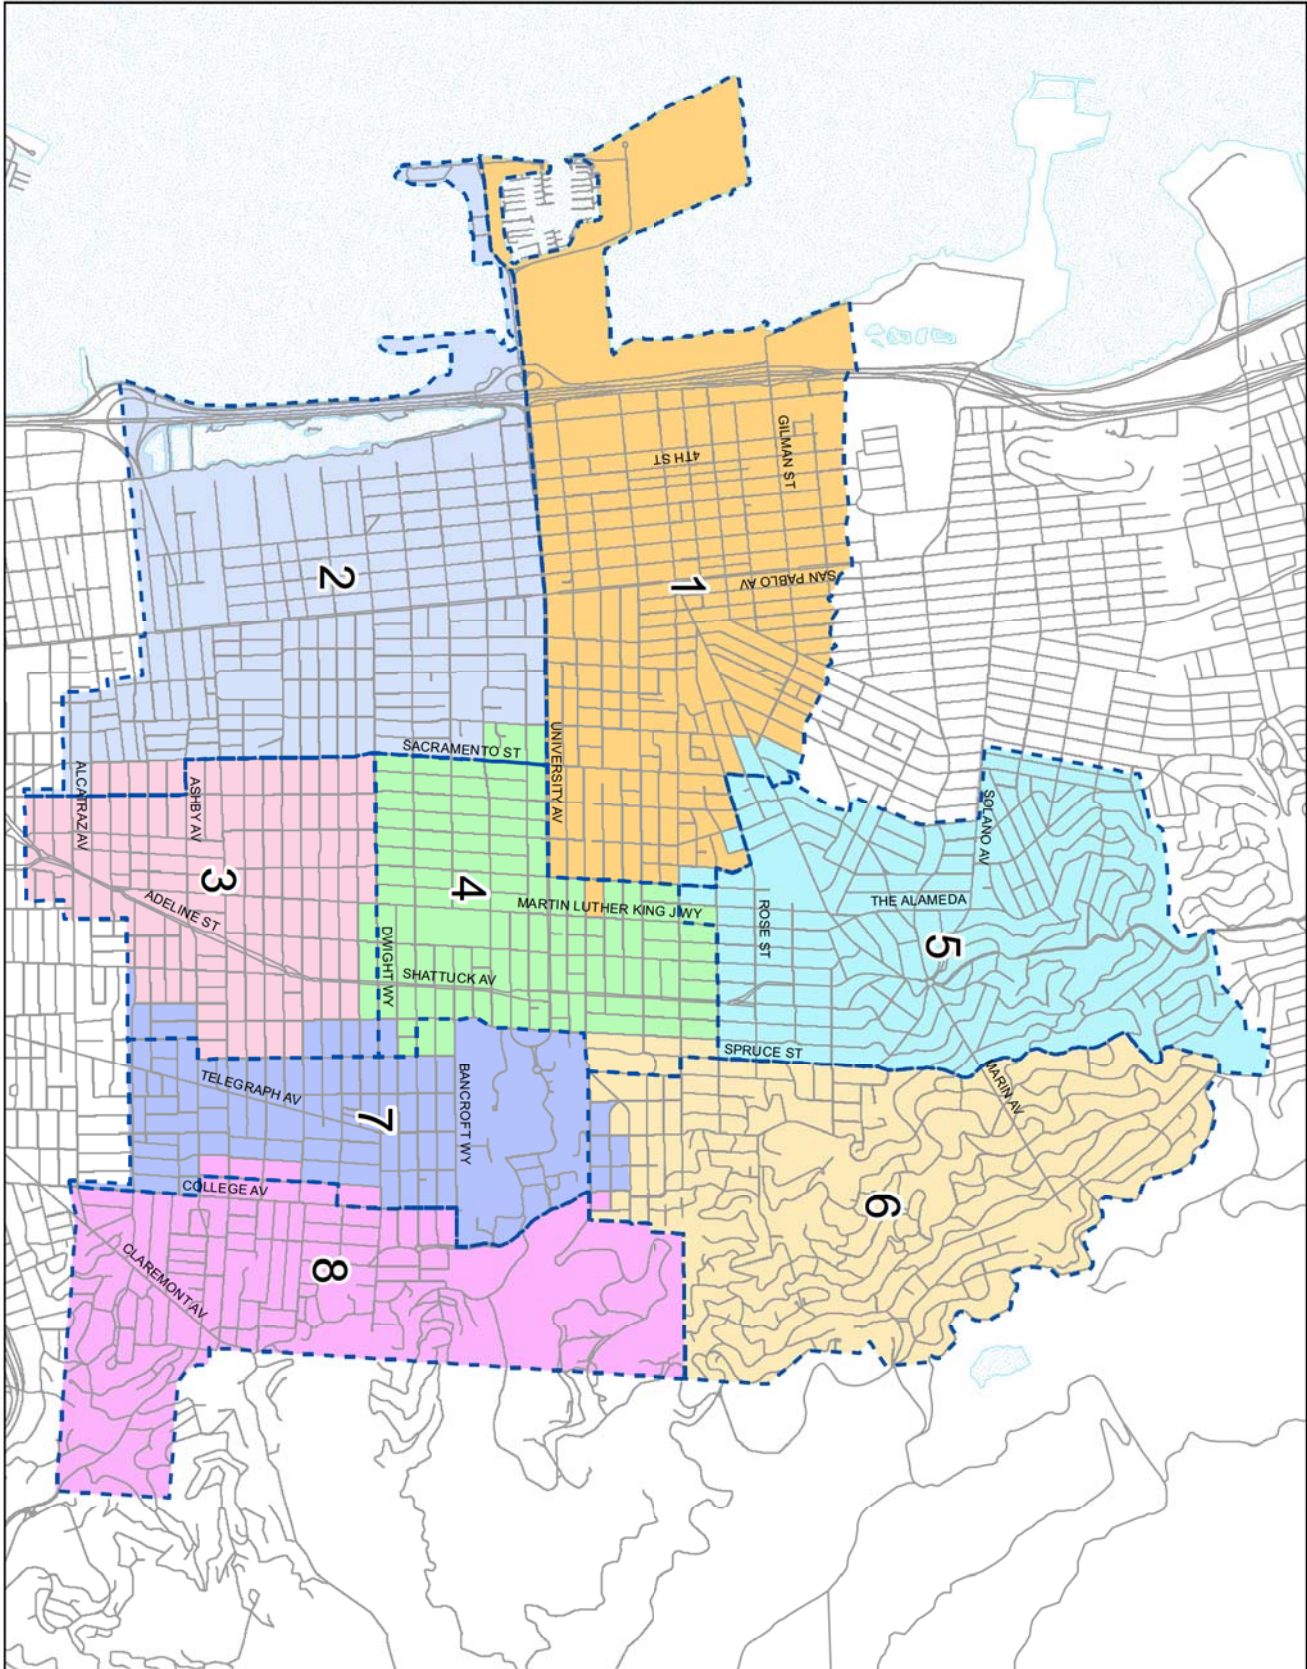 GILMAN ST
4TH ST
1
SAN PABLO AV
2
UNIVERSITY AV
SACRAMENTO ST
SOLANO AV
ALCATRAZ AV
ASHBY AV
3
4
MARTIN LUTHER KING J WY
THE ALAMEDA
ROSE ST
ADELINE ST
5
DWIGHT WY
SHATTUCK AV
SPRUCE ST
MARIN AV
TELEGRAPH AV
7
BANCROFT WY
COLLEGE AV
6
CLAREMONT AV
8